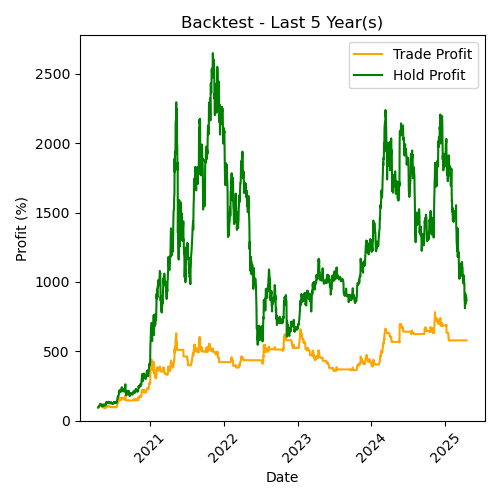 Backtest - Last 5 Year(s)
Trade Profit
Hold Profit
Profit (%)
2500
2000
1500
1000
500
0
2021
2022
2023
2024
2025
Date